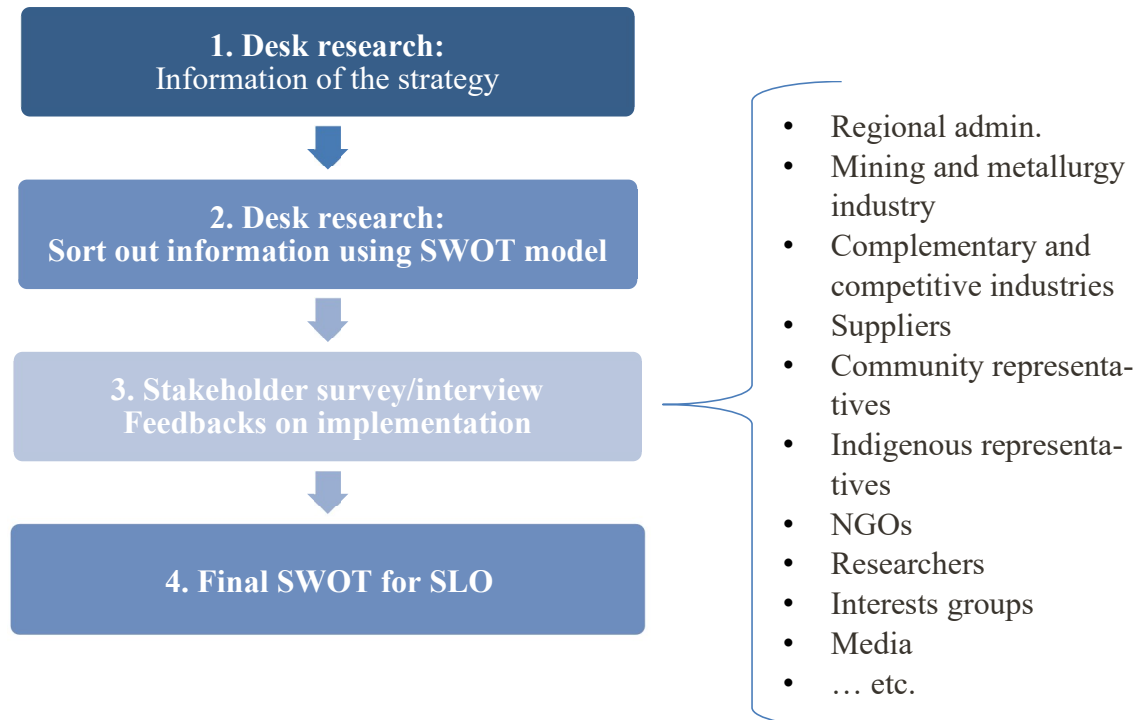 1. Desk research:
Information of the strategy
2. Desk research:
Sort out information using SWOT model
3. Stakeholder survey/interview
Feedbacks on implementation
4. Final SWOT for SLO
• Regional admin.
• Mining and metallurgy
industry
• Complementary and
competitive industries
• Suppliers
• Community representa-
tives
• Indigenous representa-
tives
• NGOs
• Researchers
• Interests groups
• Media
• … etc.